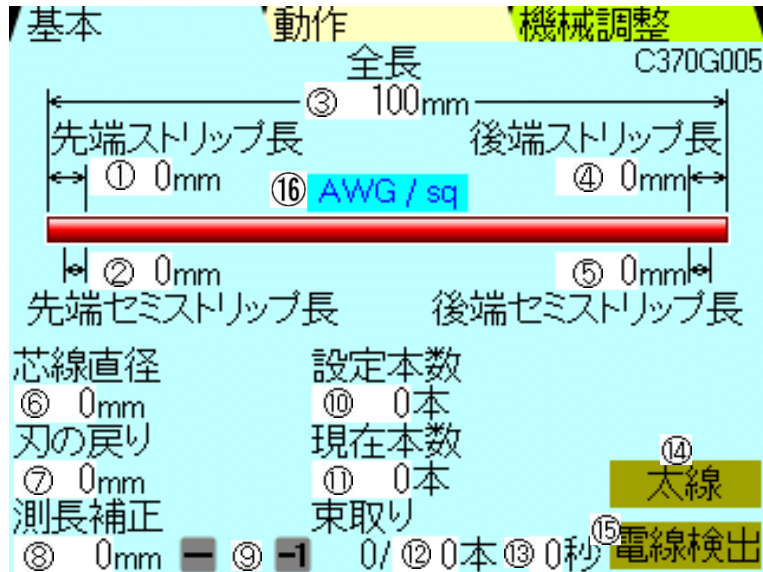 基本 動作 機械調整
全長 C370G005
③ 100mm
先端ストリップ長 後端ストリップ長
① 0mm ⑯ AWG / sq ④ 0mm
② 0mm ⑤ 0mm
先端セミストリップ長 後端セミストリップ長
芯線直径 設定本数
⑥ 0mm ⑩ 0本
刃の戻り 現在本数 ⑭
⑦ 0mm ⑪ 0本 太線
測長補正 束取り ⑮ 電線検出
⑧ 0mm ー ⑨ -1 0/ ⑫ 0本 ⑬ 0秒